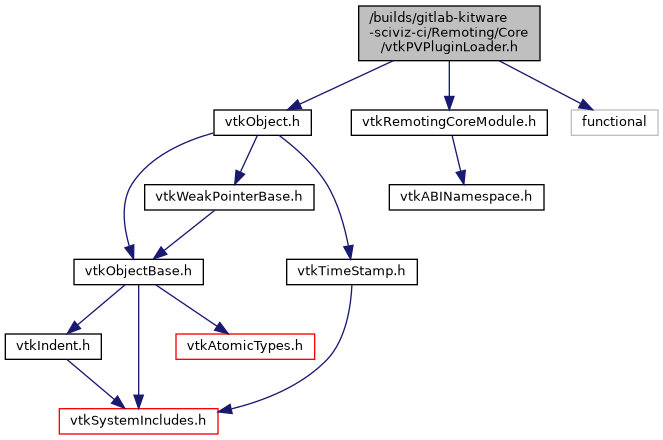 /builds/gitlab-kitware
-sciviz-ci/Remoting/Core
/vtkPVPluginLoader.h
vtkObject.h
vtkRemotingCoreModule.h
functional
vtkWeakPointerBase.h
vtkABINamespace.h
vtkObjectBase.h
vtkTimeStamp.h
vtkIndent.h
vtkAtomicTypes.h
vtkSystemIncludes.h